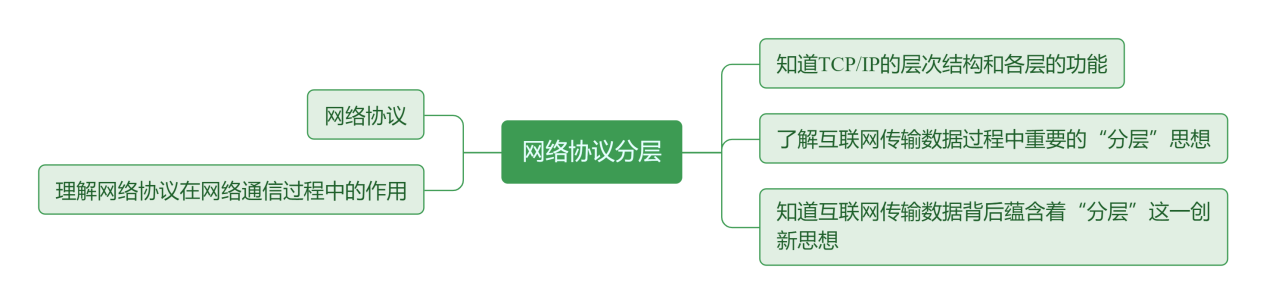 知道TCP/IP的层次结构和各层的功能
网络协议
了解互联网传输数据过程中重要的“分层”思想
网络协议分层
理解网络协议在网络通信过程中的作用
知道互联网传输数据背后蕴含着“分层”这一创
新思想